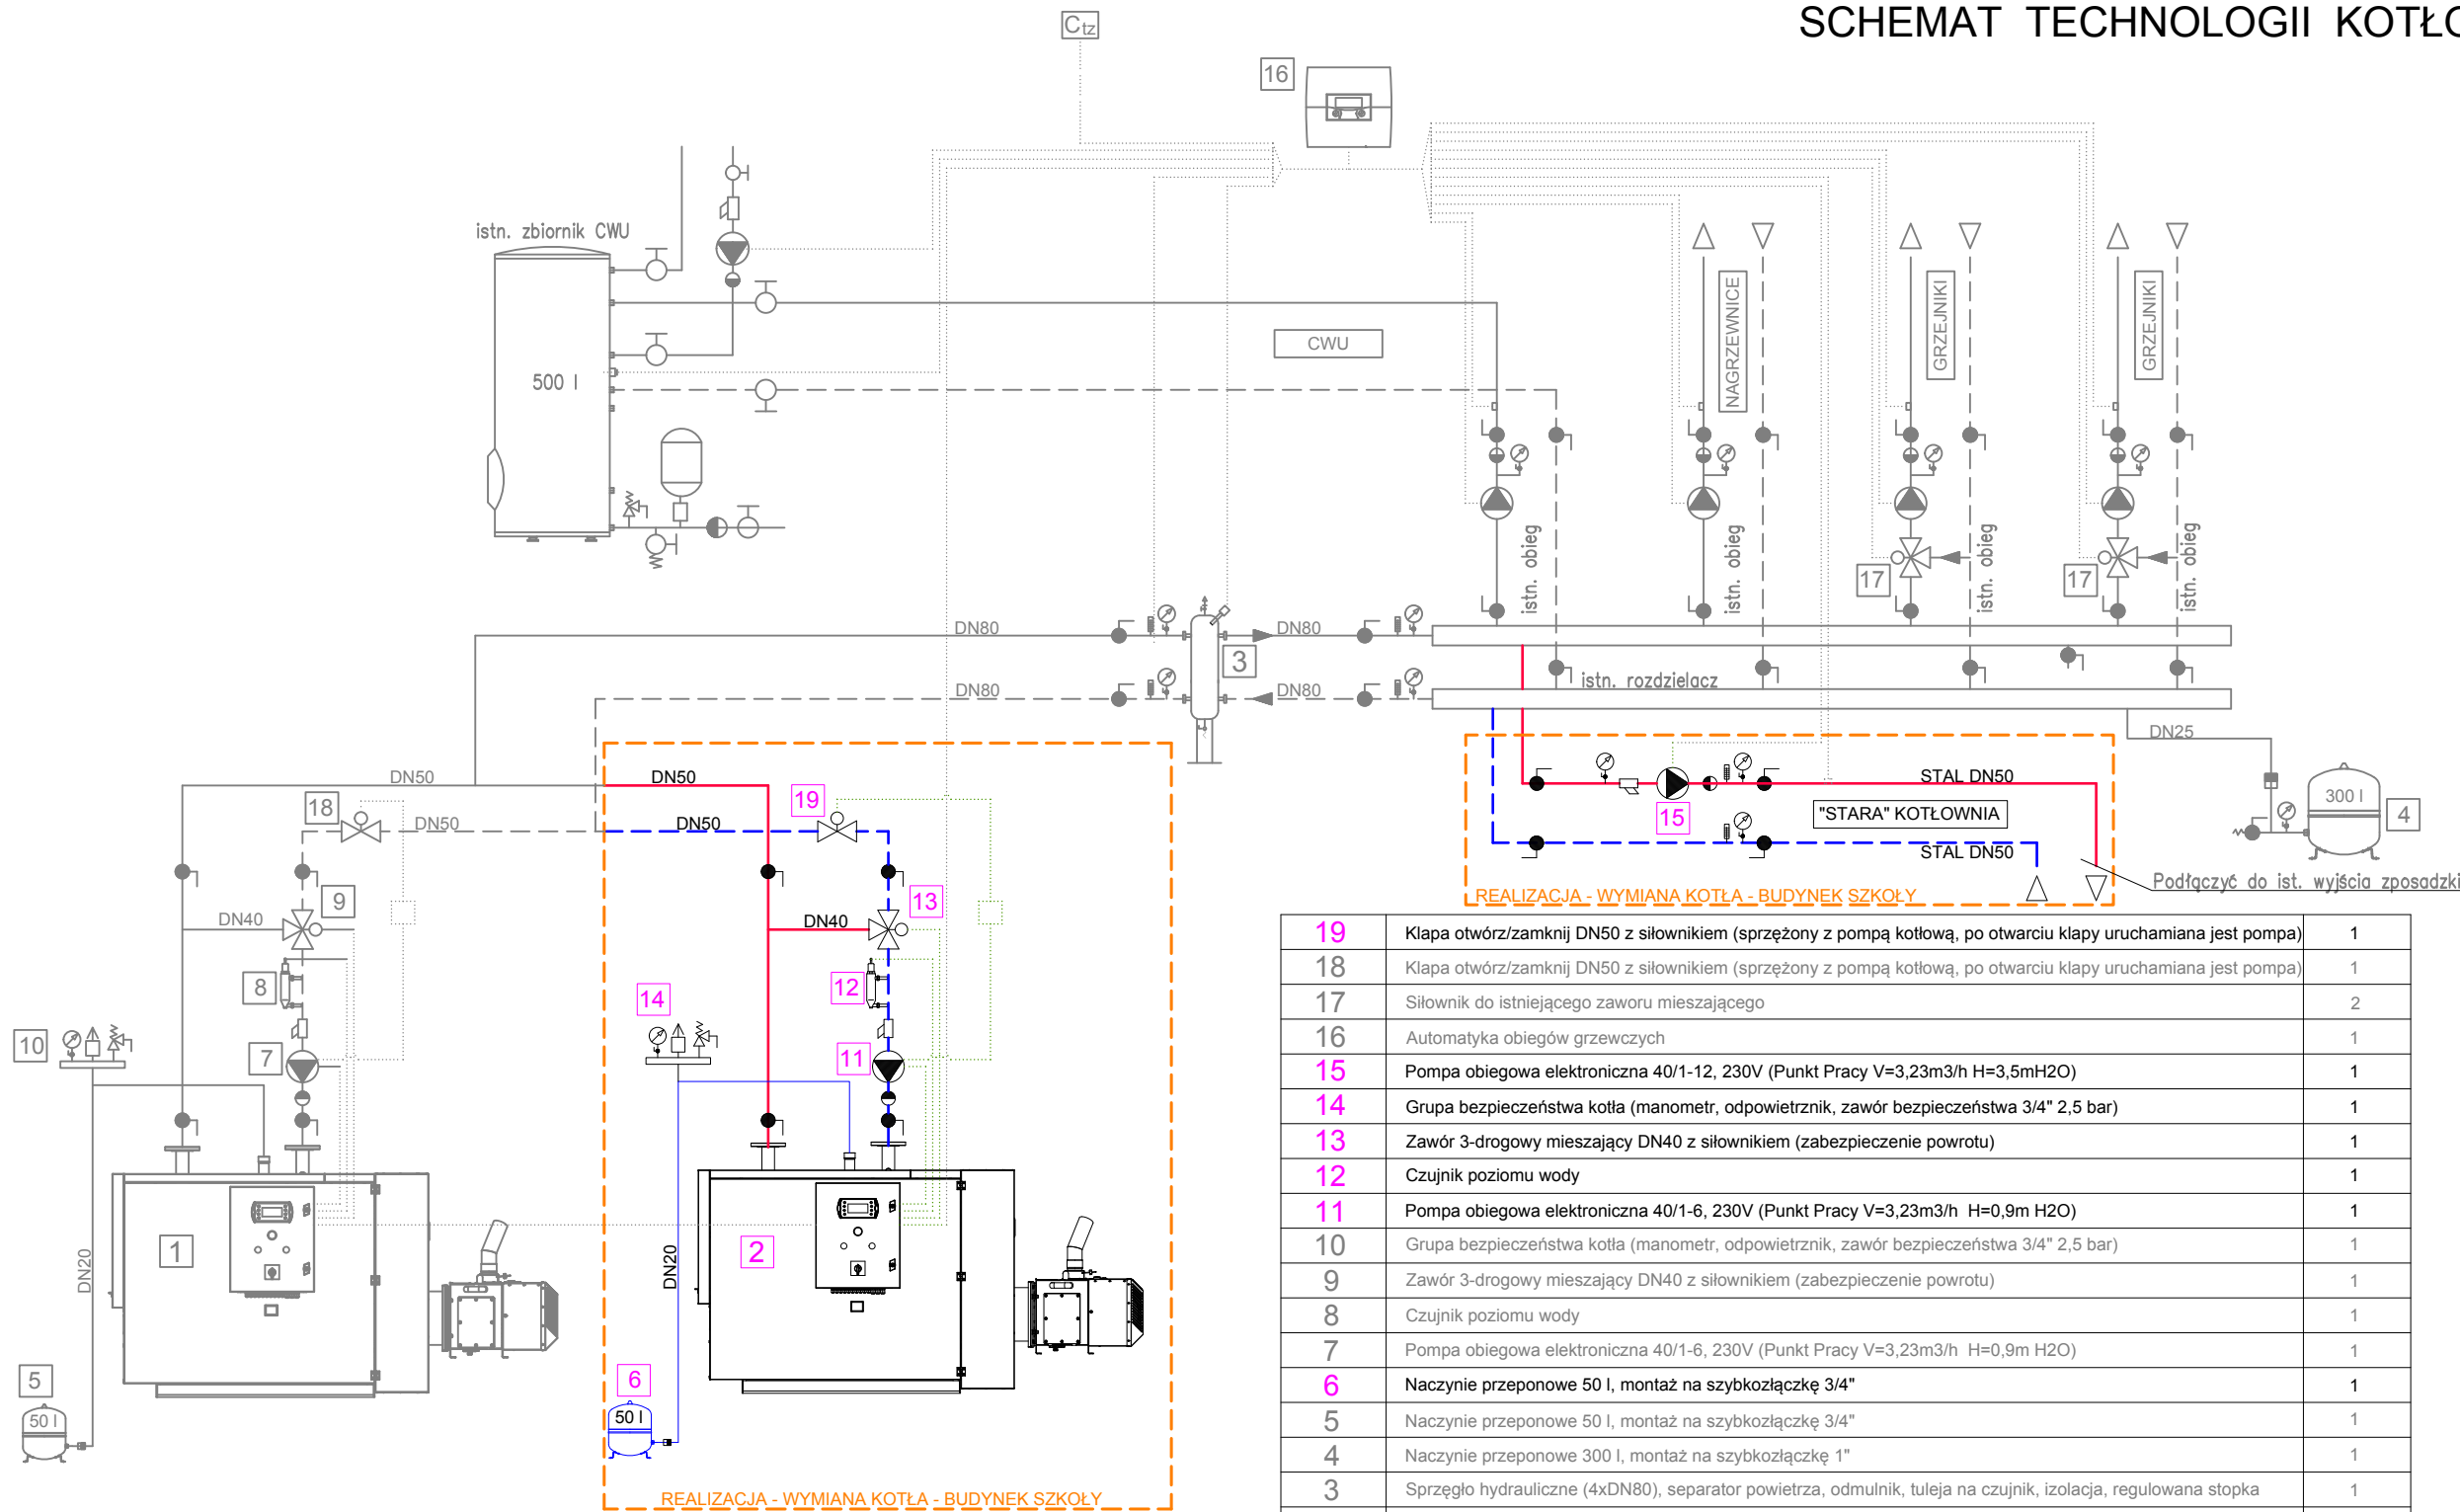 SCHEMAT TECHNOLOGII KOTŁO
Ctz
16
istn. zbiornik CWU
500 l
CWU
NAGRZEWNICE
GRZEJNIKI
GRZEJNIKI
istn. obieg
istn. obieg
istn. obieg
istn. obieg
17
17
DN80
DN80
3
DN80
DN80
istn. rozdzielacz
DN25
DN50
DN50
18
DN50
DN50
19
STAL DN50
15
"STARA" KOTŁOWNIA
STAL DN50
300 l
4
REALIZACJA - WYMIANA KOTŁA - BUDYNEK SZKOŁY
Podłączyć do ist. wyjścia zposadzki
9
DN40
13
DN40
8
12
14
10
7
11
1
2
DN20
DN20
5
50 l
6
50 l
REALIZACJA - WYMIANA KOTŁA - BUDYNEK SZKOŁY
19 Klapa otwórz/zamknij DN50 z siłownikiem (sprzężony z pompą kotłową, po otwarciu klapy uruchamiana jest pompa) 1
18 Klapa otwórz/zamknij DN50 z siłownikiem (sprzężony z pompą kotłową, po otwarciu klapy uruchamiana jest pompa) 1
17 Siłownik do istniejącego zaworu mieszającego 2
16 Automatyka obiegów grzewczych 1
15 Pompa obiegowa elektroniczna 40/1-12, 230V (Punkt Pracy V=3,23m3/h H=3,5mH2O) 1
14 Grupa bezpieczeństwa kotła (manometr, odpowietrznik, zawór bezpieczeństwa 3/4" 2,5 bar) 1
13 Zawór 3-drogowy mieszający DN40 z siłownikiem (zabezpieczenie powrotu) 1
12 Czujnik poziomu wody 1
11 Pompa obiegowa elektroniczna 40/1-6, 230V (Punkt Pracy V=3,23m3/h H=0,9m H2O) 1
10 Grupa bezpieczeństwa kotła (manometr, odpowietrznik, zawór bezpieczeństwa 3/4" 2,5 bar) 1
9 Zawór 3-drogowy mieszający DN40 z siłownikiem (zabezpieczenie powrotu) 1
8 Czujnik poziomu wody 1
7 Pompa obiegowa elektroniczna 40/1-6, 230V (Punkt Pracy V=3,23m3/h H=0,9m H2O) 1
6 Naczynie przeponowe 50 l, montaż na szybkozłączkę 3/4" 1
5 Naczynie przeponowe 50 l, montaż na szybkozłączkę 3/4" 1
4 Naczynie przeponowe 300 l, montaż na szybkozłączkę 1" 1
3 Sprzęgło hydrauliczne (4xDN80), separator powietrza, odmulnik, tuleja na czujnik, izolacja, regulowana stopka 1